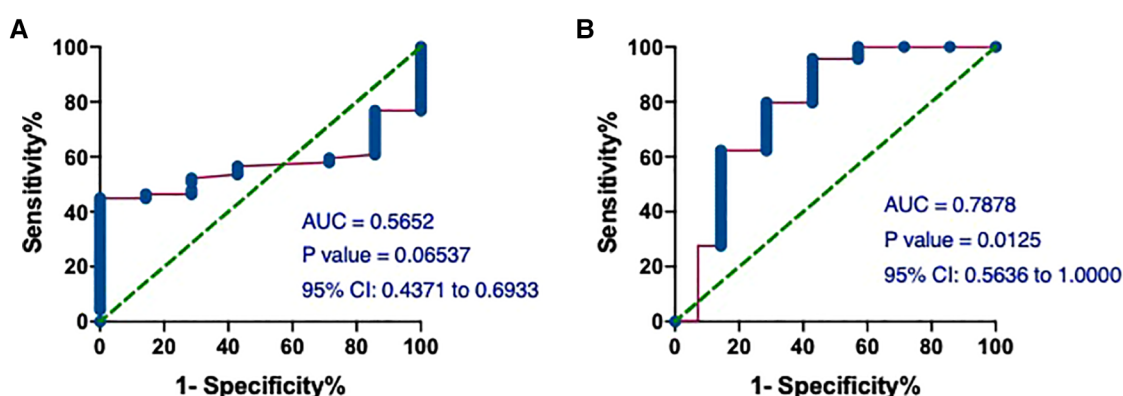 A
Sensitivity%
100
80
60
40
20
0
0 20 40 60 80 100
1- Specificity%
AUC = 0.5652
P value = 0.06537
95% CI: 0.4371 to 0.6933
B
Sensitivity%
100
80
60
40
20
0
0 20 40 60 80 100
1- Specificity%
AUC = 0.7878
P value = 0.0125
95% CI: 0.5636 to 1.0000